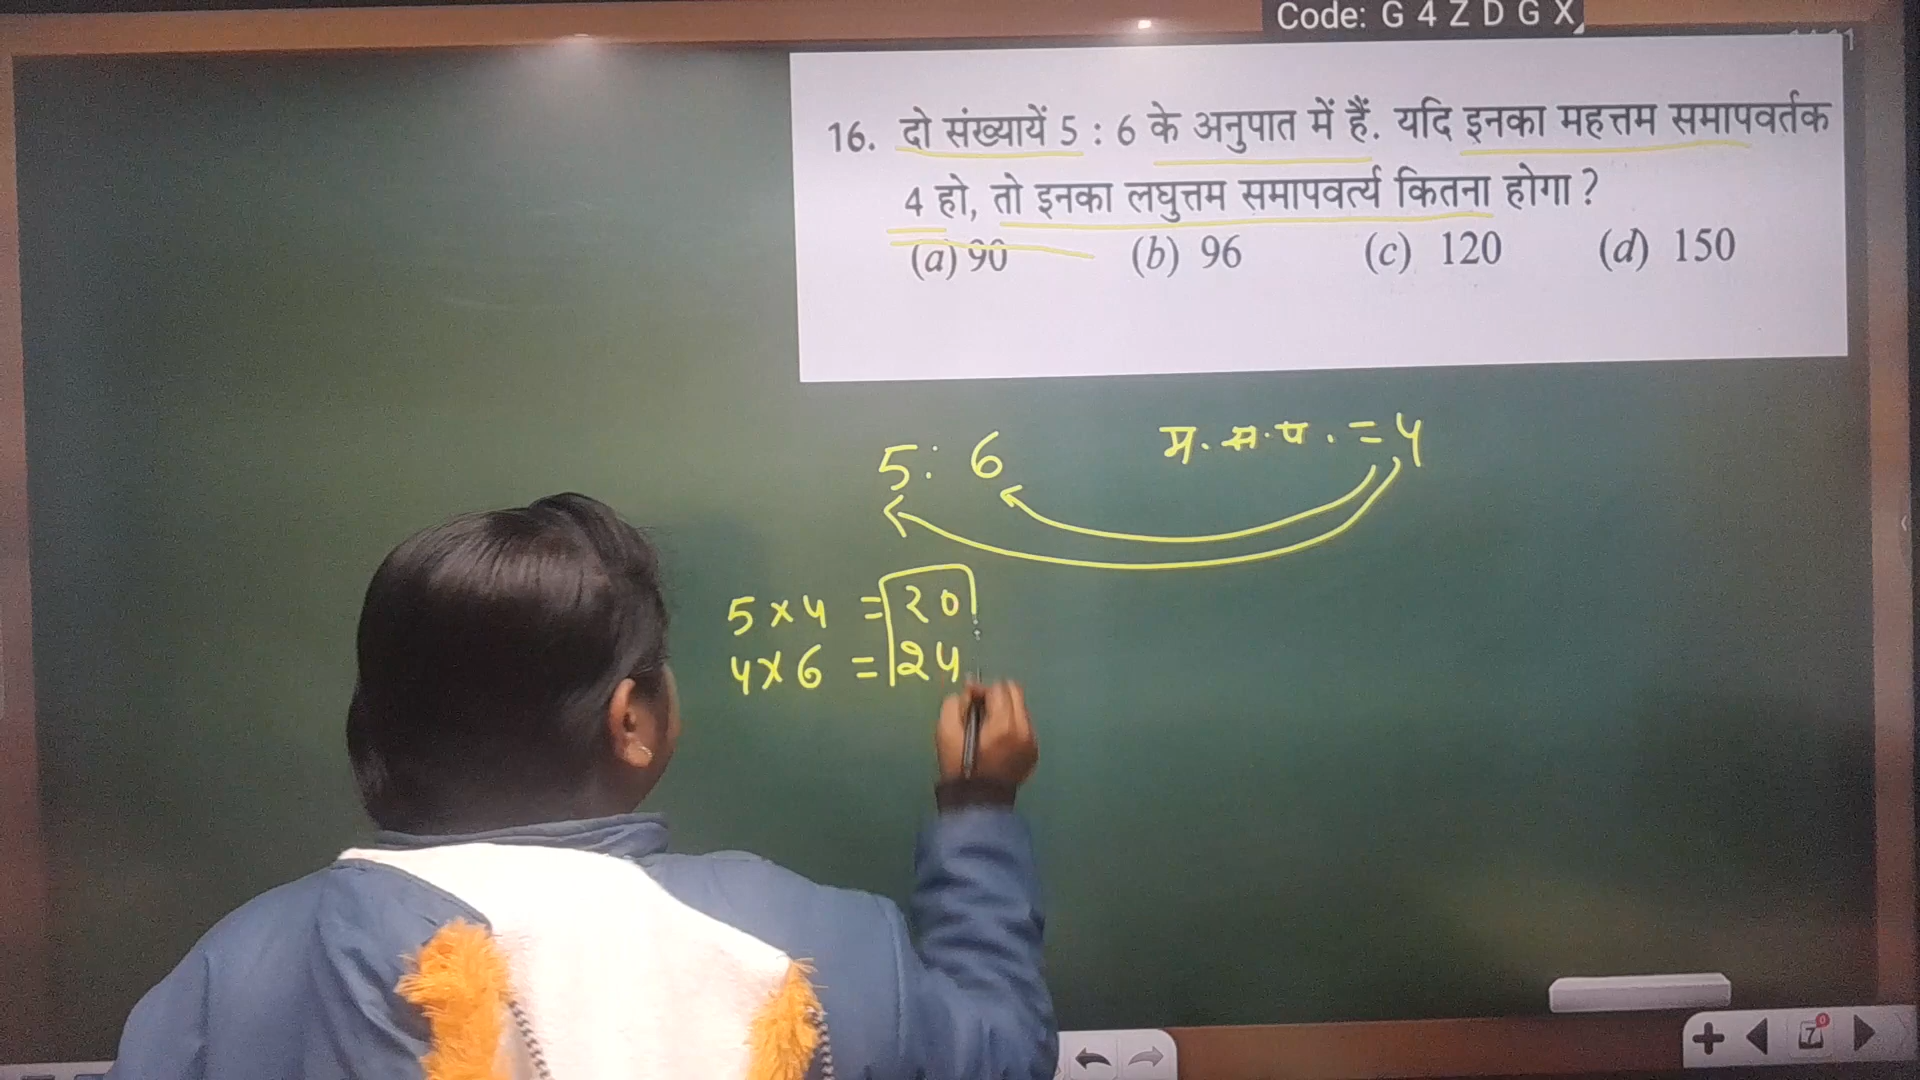 Code: G 4 Z D G X
16. दो संख्यायें 5 : 6 के अनुपात में हैं. यदि इनका महत्तम समापवर्तक
4 हो, तो इनका लघुत्तम समापवर्त्य कितना होगा ?
(a) 90 (b) 96 (c) 120 (d) 150
5 : 6 म. स. प. = 4
5 × 4 = 20
4 × 6 = 24
7